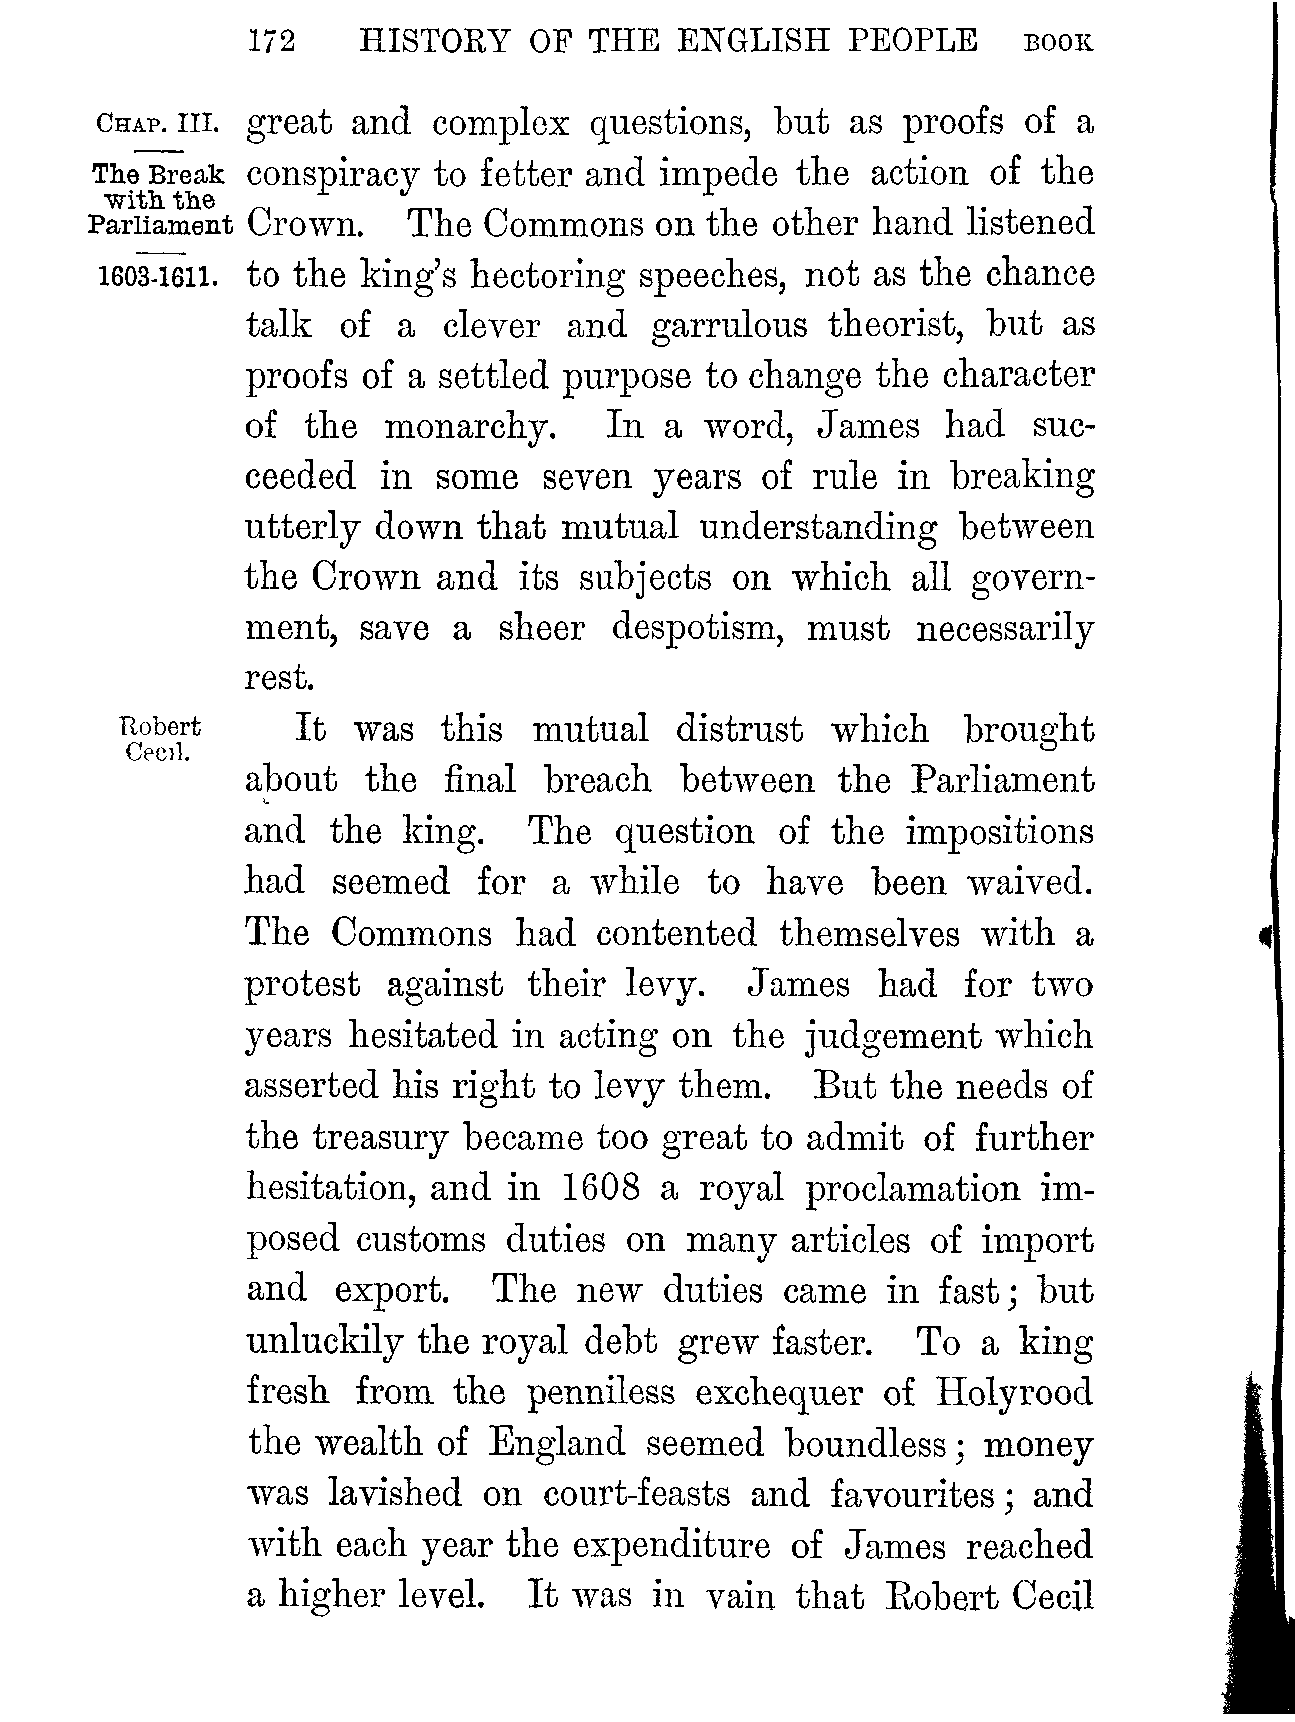 172 HISTORY OF THE ENGLISH PEOPLE BOOK
CHAP. III.
The Break
with the
Parliament
1603-1611.
great and complex questions, but as proofs of a
conspiracy to fetter and impede the action of the
Crown. The Commons on the other hand listened
to the king's hectoring speeches, not as the chance
talk of a clever and garrulous theorist, but as
proofs of a settled purpose to change the character
of the monarchy. In a word, James had suc-
ceeded in some seven years of rule in breaking
utterly down that mutual understanding between
the Crown and its subjects on which all govern-
ment, save a sheer despotism, must necessarily
rest.
Robert
Cecil.
It was this mutual distrust which brought
about the final breach between the Parliament
and the king. The question of the impositions
had seemed for a while to have been waived.
The Commons had contented themselves with a
protest against their levy. James had for two
years hesitated in acting on the judgement which
asserted his right to levy them. But the needs of
the treasury became too great to admit of further
hesitation, and in 1608 a royal proclamation im-
posed customs duties on many articles of import
and export. The new duties came in fast; but
unluckily the royal debt grew faster. To a king
fresh from the penniless exchequer of Holyrood
the wealth of England seemed boundless; money
was lavished on court-feasts and favourites; and
with each year the expenditure of James reached
a higher level. It was in vain that Robert Cecil